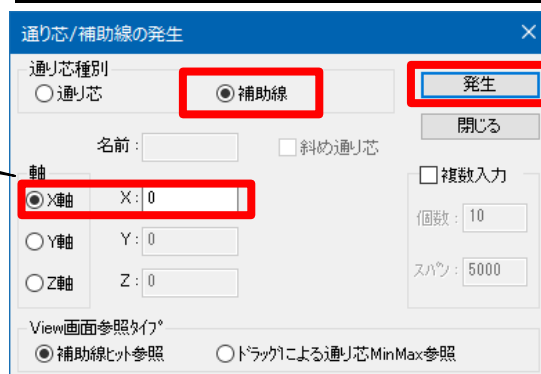 通り芯/補助線の発生
通り芯種別
通り芯 補助線
発生
閉じる
名前: 斜め通り芯
軸
X軸 X: 0
Y軸 Y: 0
Z軸 Z: 0
複数入力
個数: 10
スパン: 5000
View画面参照ﾀｲﾌﾟ
補助線ﾋｯﾄ参照 ﾄﾞﾗｯｸﾞによる通り芯MinMax参照